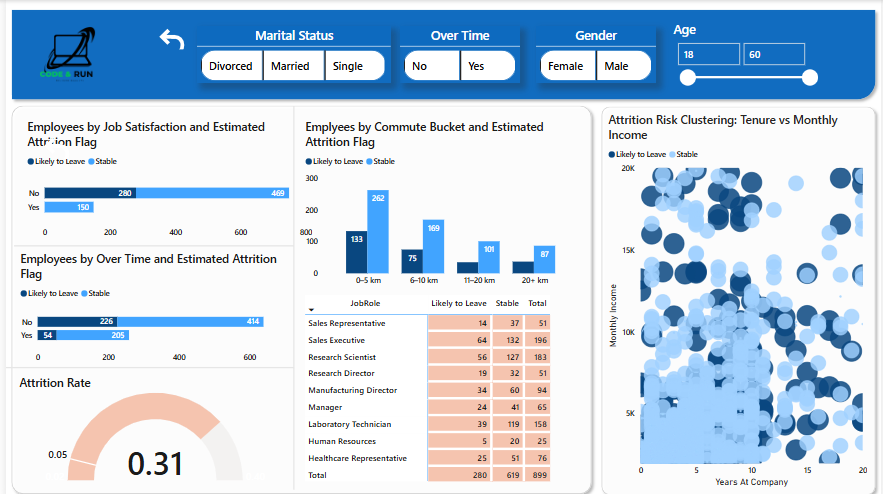 CODE & RUN
Marital Status
Divorced Married Single
Over Time
No Yes
Gender
Female Male
Age
18 60
Employees by Job Satisfaction and Estimated
Attrition Flag
Likely to Leave Stable
No 280 469
Yes 150
0 200 400 600 800
Employees by Over Time and Estimated Attrition
Flag
Likely to Leave Stable
No 226 414
Yes 54 205
0 200 400 600
Attrition Rate
0.05
0.31
Emplyees by Commute Bucket and Estimated
Attrition Flag
Likely to Leave Stable
300
200
100
0
133 262
75 169
101
87
0–5 km 6–10 km 11–20 km 20+ km
JobRole Likely to Leave Stable Total
Sales Representative 14 37 51
Sales Executive 64 132 196
Research Scientist 56 127 183
Research Director 19 32 51
Manufacturing Director 34 60 94
Manager 24 41 65
Laboratory Technician 39 119 158
Human Resources 5 20 25
Healthcare Representative 25 51 76
Total 280 619 899
Attrition Risk Clustering: Tenure vs Monthly
Income
Likely to Leave Stable
20K
15K
10K
5K
Monthly Income
0 5 10 15 20
Years At Company